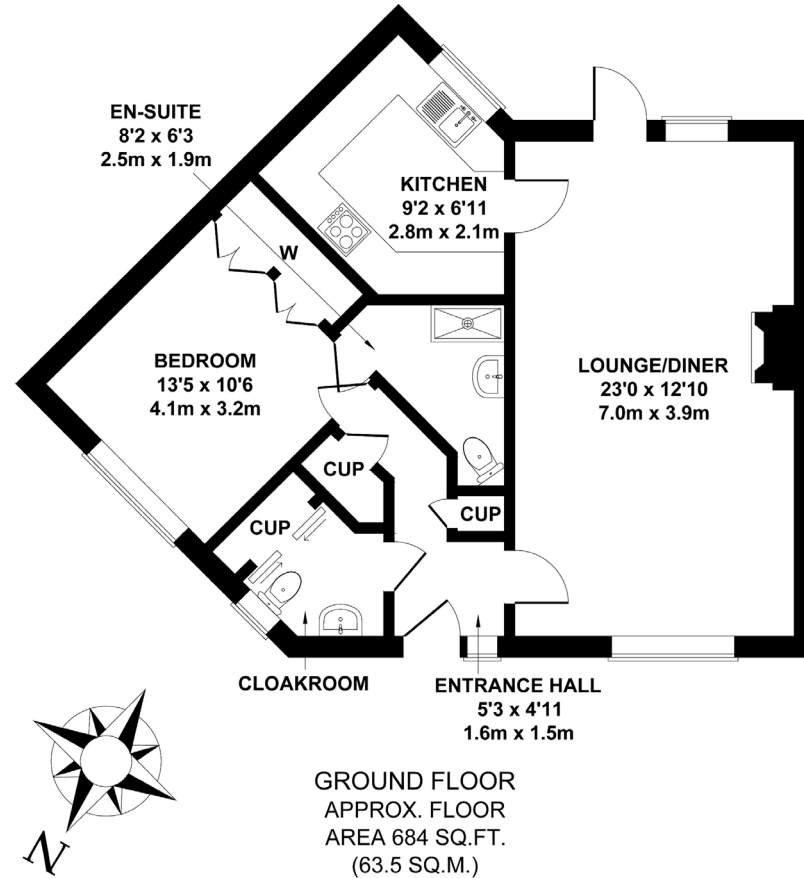 EN-SUITE
8'2 x 6'3
2.5m x 1.9m
KITCHEN
9'2 x 6'11
2.8m x 2.1m
W
BEDROOM
13'5 x 10'6
4.1m x 3.2m
LOUNGE/DINER
23'0 x 12'10
7.0m x 3.9m
CUP
CUP
CUP
CLOAKROOM
ENTRANCE HALL
5'3 x 4'11
1.6m x 1.5m
N
GROUND FLOOR
APPROX. FLOOR
AREA 684 SQ.FT.
(63.5 SQ.M.)